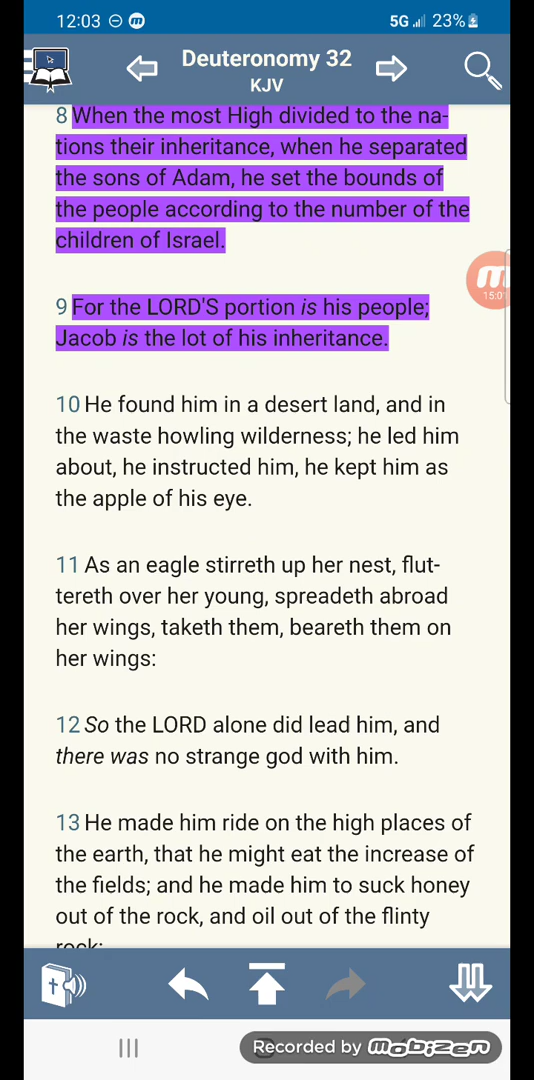 12:03 5G 23%
Deuteronomy 32
KJV
8 When the most High divided to the na-
tions their inheritance, when he separated
the sons of Adam, he set the bounds of
the people according to the number of the
children of Israel.
9 For the LORD'S portion is his people;
Jacob is the lot of his inheritance.
15:01
10 He found him in a desert land, and in
the waste howling wilderness; he led him
about, he instructed him, he kept him as
the apple of his eye.
11 As an eagle stirreth up her nest, flut-
tereth over her young, spreadeth abroad
her wings, taketh them, beareth them on
her wings:
12 So the LORD alone did lead him, and
there was no strange god with him.
13 He made him ride on the high places of
the earth, that he might eat the increase of
the fields; and he made him to suck honey
out of the rock, and oil out of the flinty
rock;
Recorded by mobizen